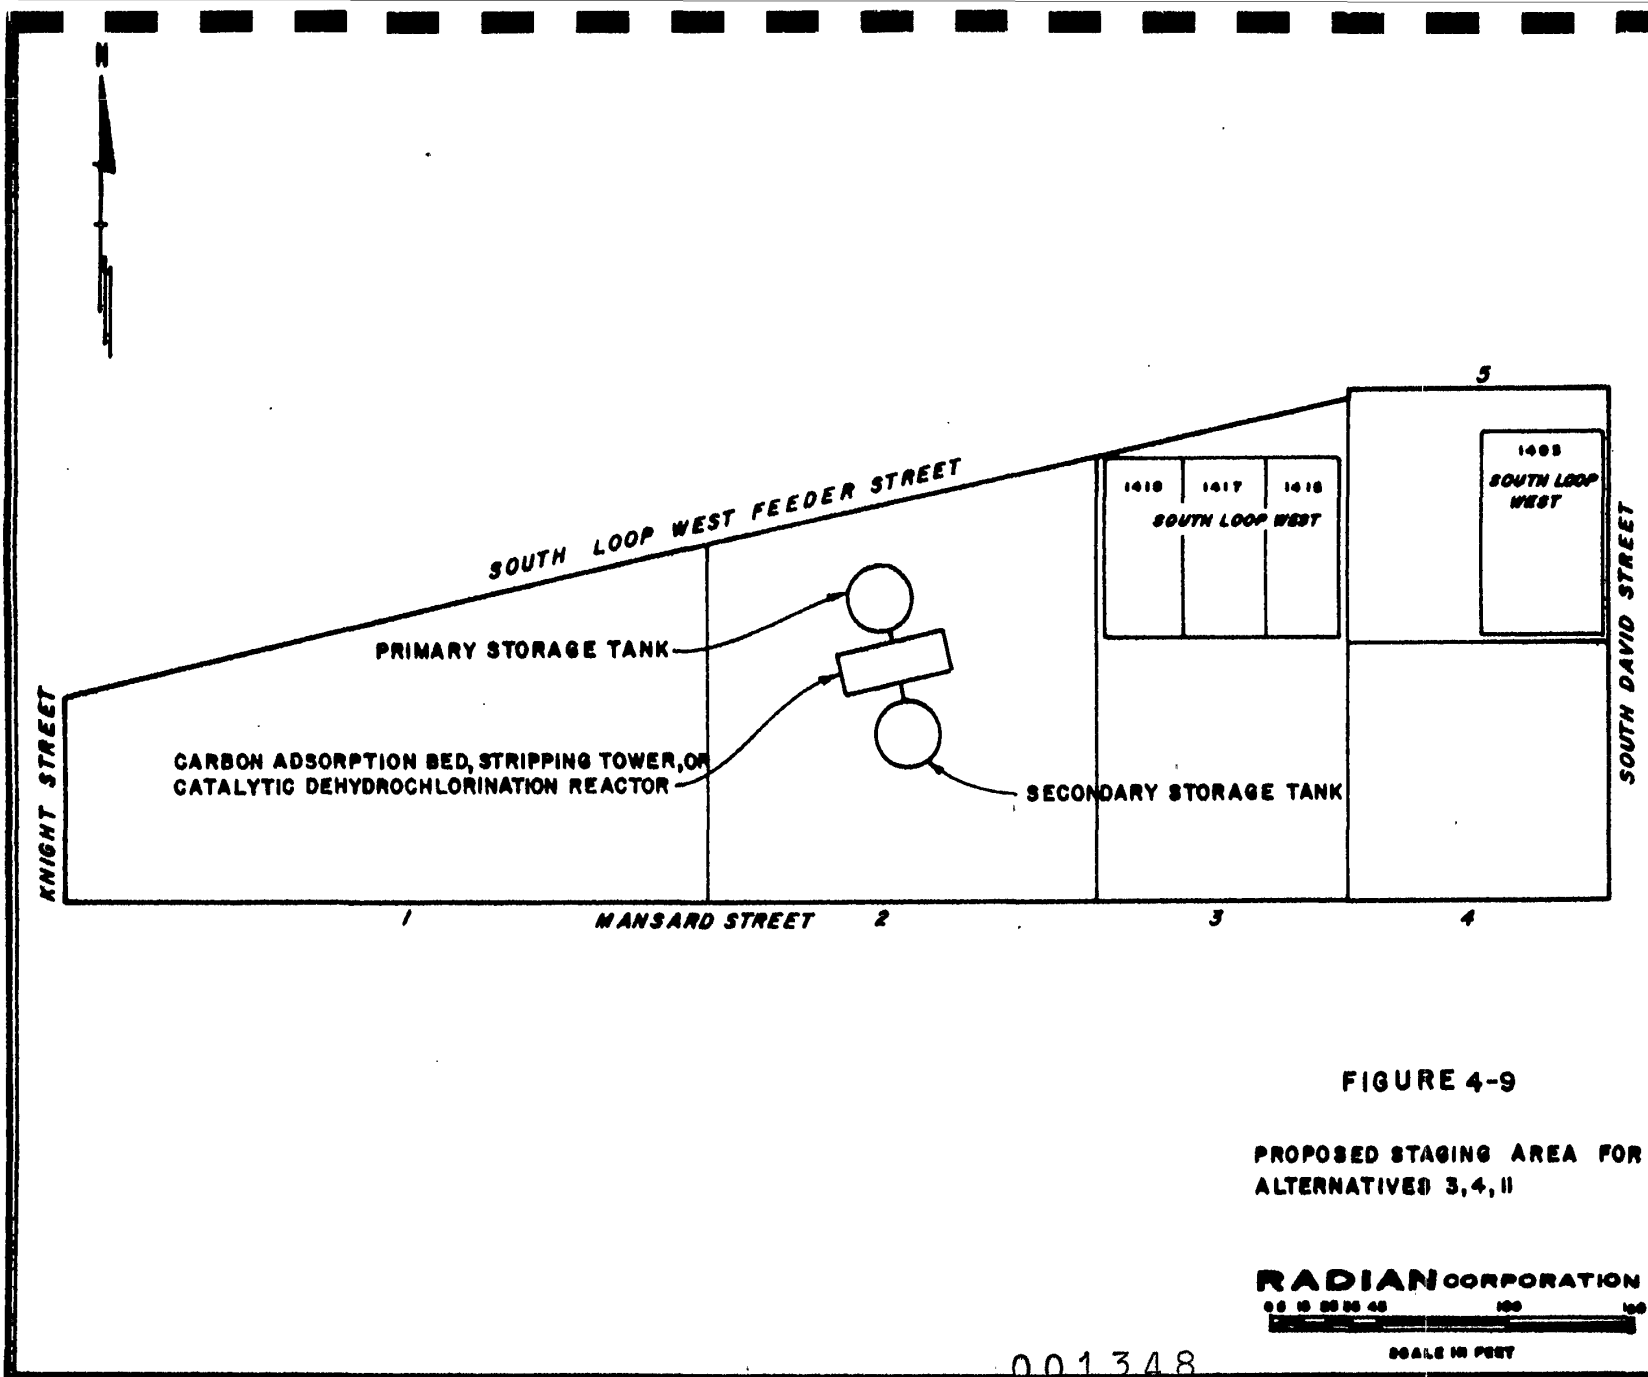 N
5
1405
SOUTH LOOP
WEST
SOUTH LOOP WEST FEEDER STREET
1417
SOUTH LOOP WEST
SOUTH DAVID STREET
PRIMARY STORAGE TANK
KNIGHT STREET
CARBON ADSORPTION BED, STRIPPING TOWER, OR
CATALYTIC DEHYDROCHLORINATION REACTOR
SECONDARY STORAGE TANK
1
MANSARD STREET
2
3
4
FIGURE 4-9
PROPOSED STAGING AREA FOR
ALTERNATIVES 3, 4, 11
RADIAN CORPORATION
100
SCALE IN FEET
001348